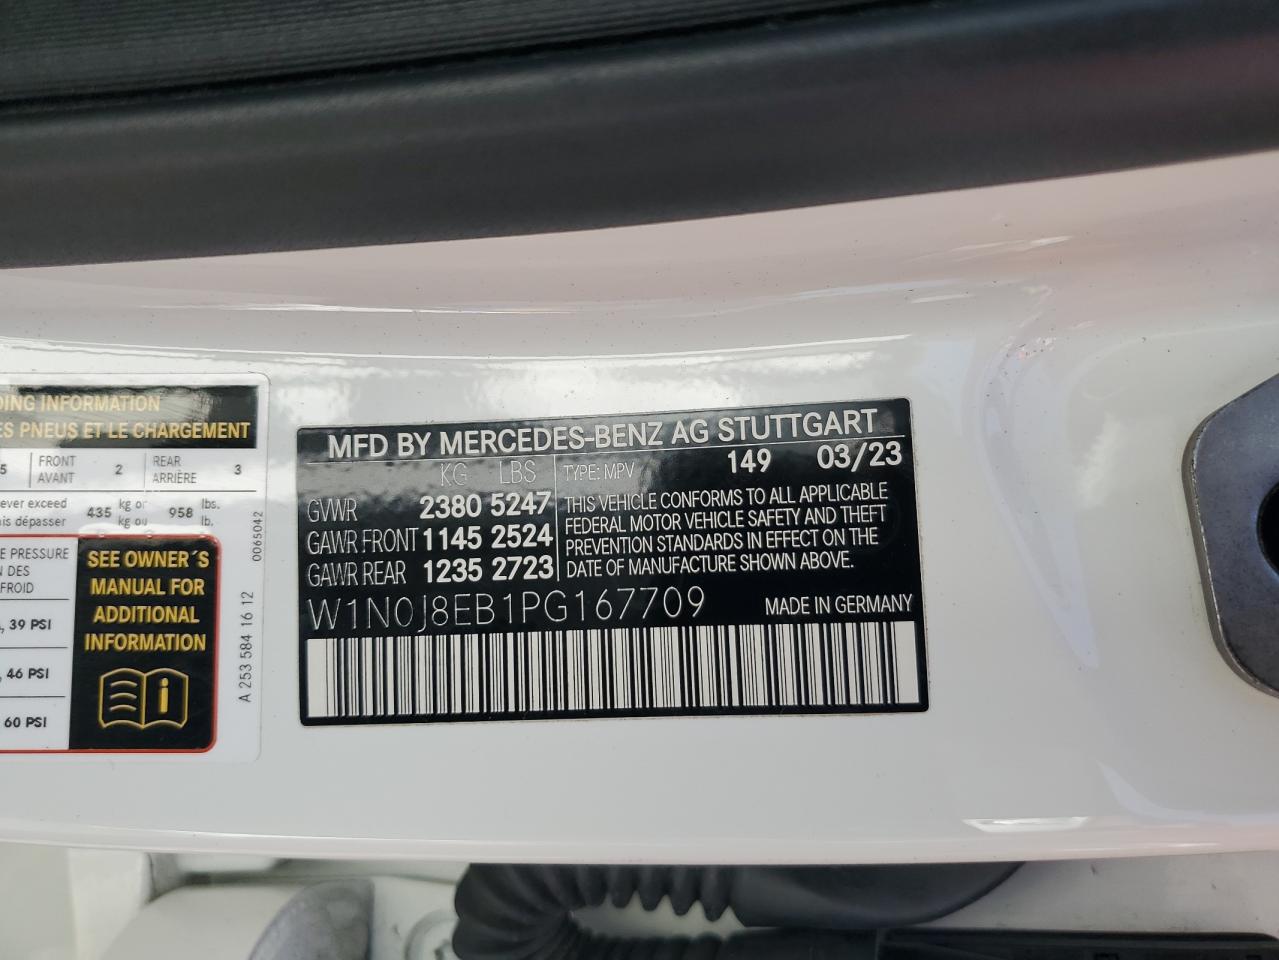 DING INFORMATION
ES PNEUS ET LE CHARGEMENT
5 FRONT AVANT 2 REAR ARRIÈRE 3
ever exceed
is dépasser 435 kg or kg ou 958 lbs. lb.
E PRESSURE
N DES
FROID
, 39 PSI
, 46 PSI
60 PSI
SEE OWNER´S
MANUAL FOR
ADDITIONAL
INFORMATION
i
A 253 584 16 12 0065042
MFD BY MERCEDES-BENZ AG STUTTGART
KG LBS
GVWR 2380 5247
GAWR FRONT 1145 2524
GAWR REAR 1235 2723
TYPE: MPV 149 03/23
THIS VEHICLE CONFORMS TO ALL APPLICABLE
FEDERAL MOTOR VEHICLE SAFETY AND THEFT
PREVENTION STANDARDS IN EFFECT ON THE
DATE OF MANUFACTURE SHOWN ABOVE.
W1N0J8EB1PG167709 MADE IN GERMANY